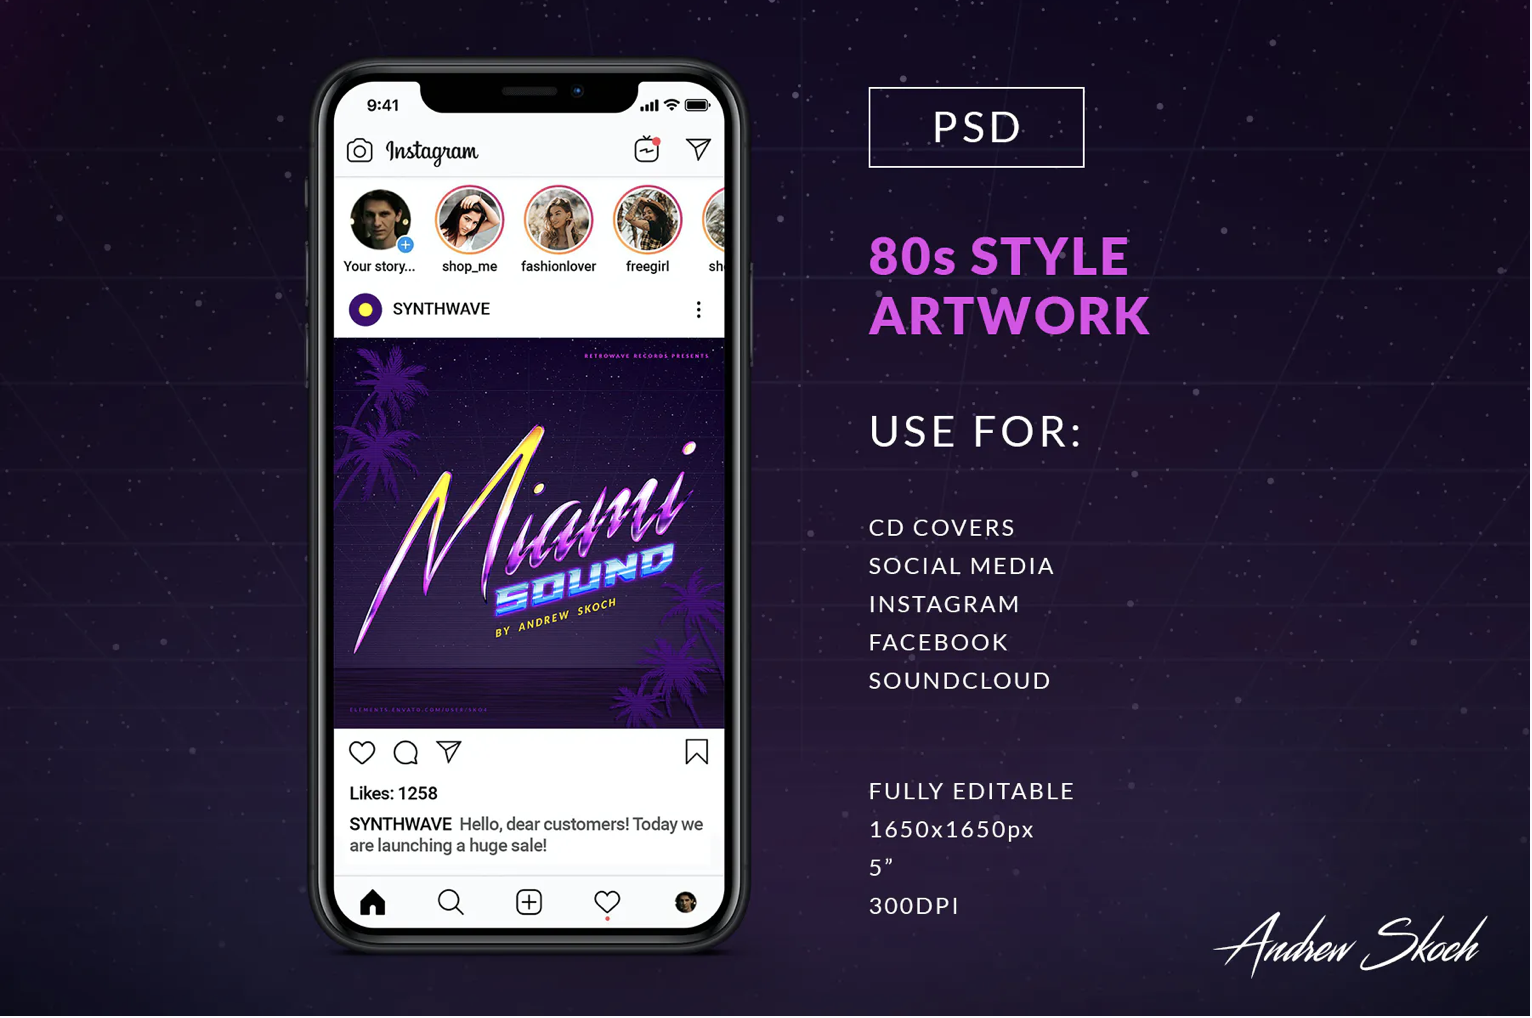 9:41
Instagram
Your story...
shop_me
fashionlover
freegirl
sh
SYNTHWAVE
RETROWAVE RECORDS PRESENTS
Miami
SOUND
BY ANDREW SKOCH
ELEMENTS.ENVATO.COM/USER/SKOF
Likes: 1258
SYNTHWAVE Hello, dear customers! Today we
are launching a huge sale!
PSD
80s STYLE
ARTWORK
USE FOR:
CD COVERS
SOCIAL MEDIA
INSTAGRAM
FACEBOOK
SOUNDCLOUD
FULLY EDITABLE
1650x1650px
5”
300DPI
Andrew Skoch